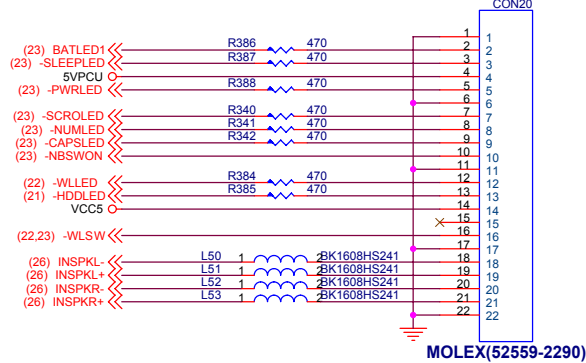 CON20
1 1
(23) BATLED1 R386 470 2 2
(23) -SLEEPLED R387 470 3 3
5VPCU 4 4
(23) -PWRLED R388 470 5 5
6 6
(23) -SCROLED R340 470 7 7
(23) -NUMLED R341 470 8 8
(23) -CAPSLED R342 470 9 9
(23) -NBSWON 10 10
11 11
(22) -WLLED R384 470 12 12
(21) -HDDLED R385 470 13 13
VCC5 14 14
15 15
(22,23) -WLSW 16 16
17 17
(26) INSPKL- L50 1 2 BK1608HS241 18 18
(26) INSPKL+ L51 1 2 BK1608HS241 19 19
(26) INSPKR- L52 1 2 BK1608HS241 20 20
(26) INSPKR+ L53 1 2 BK1608HS241 21 21
22 22
MOLEX(52559-2290)